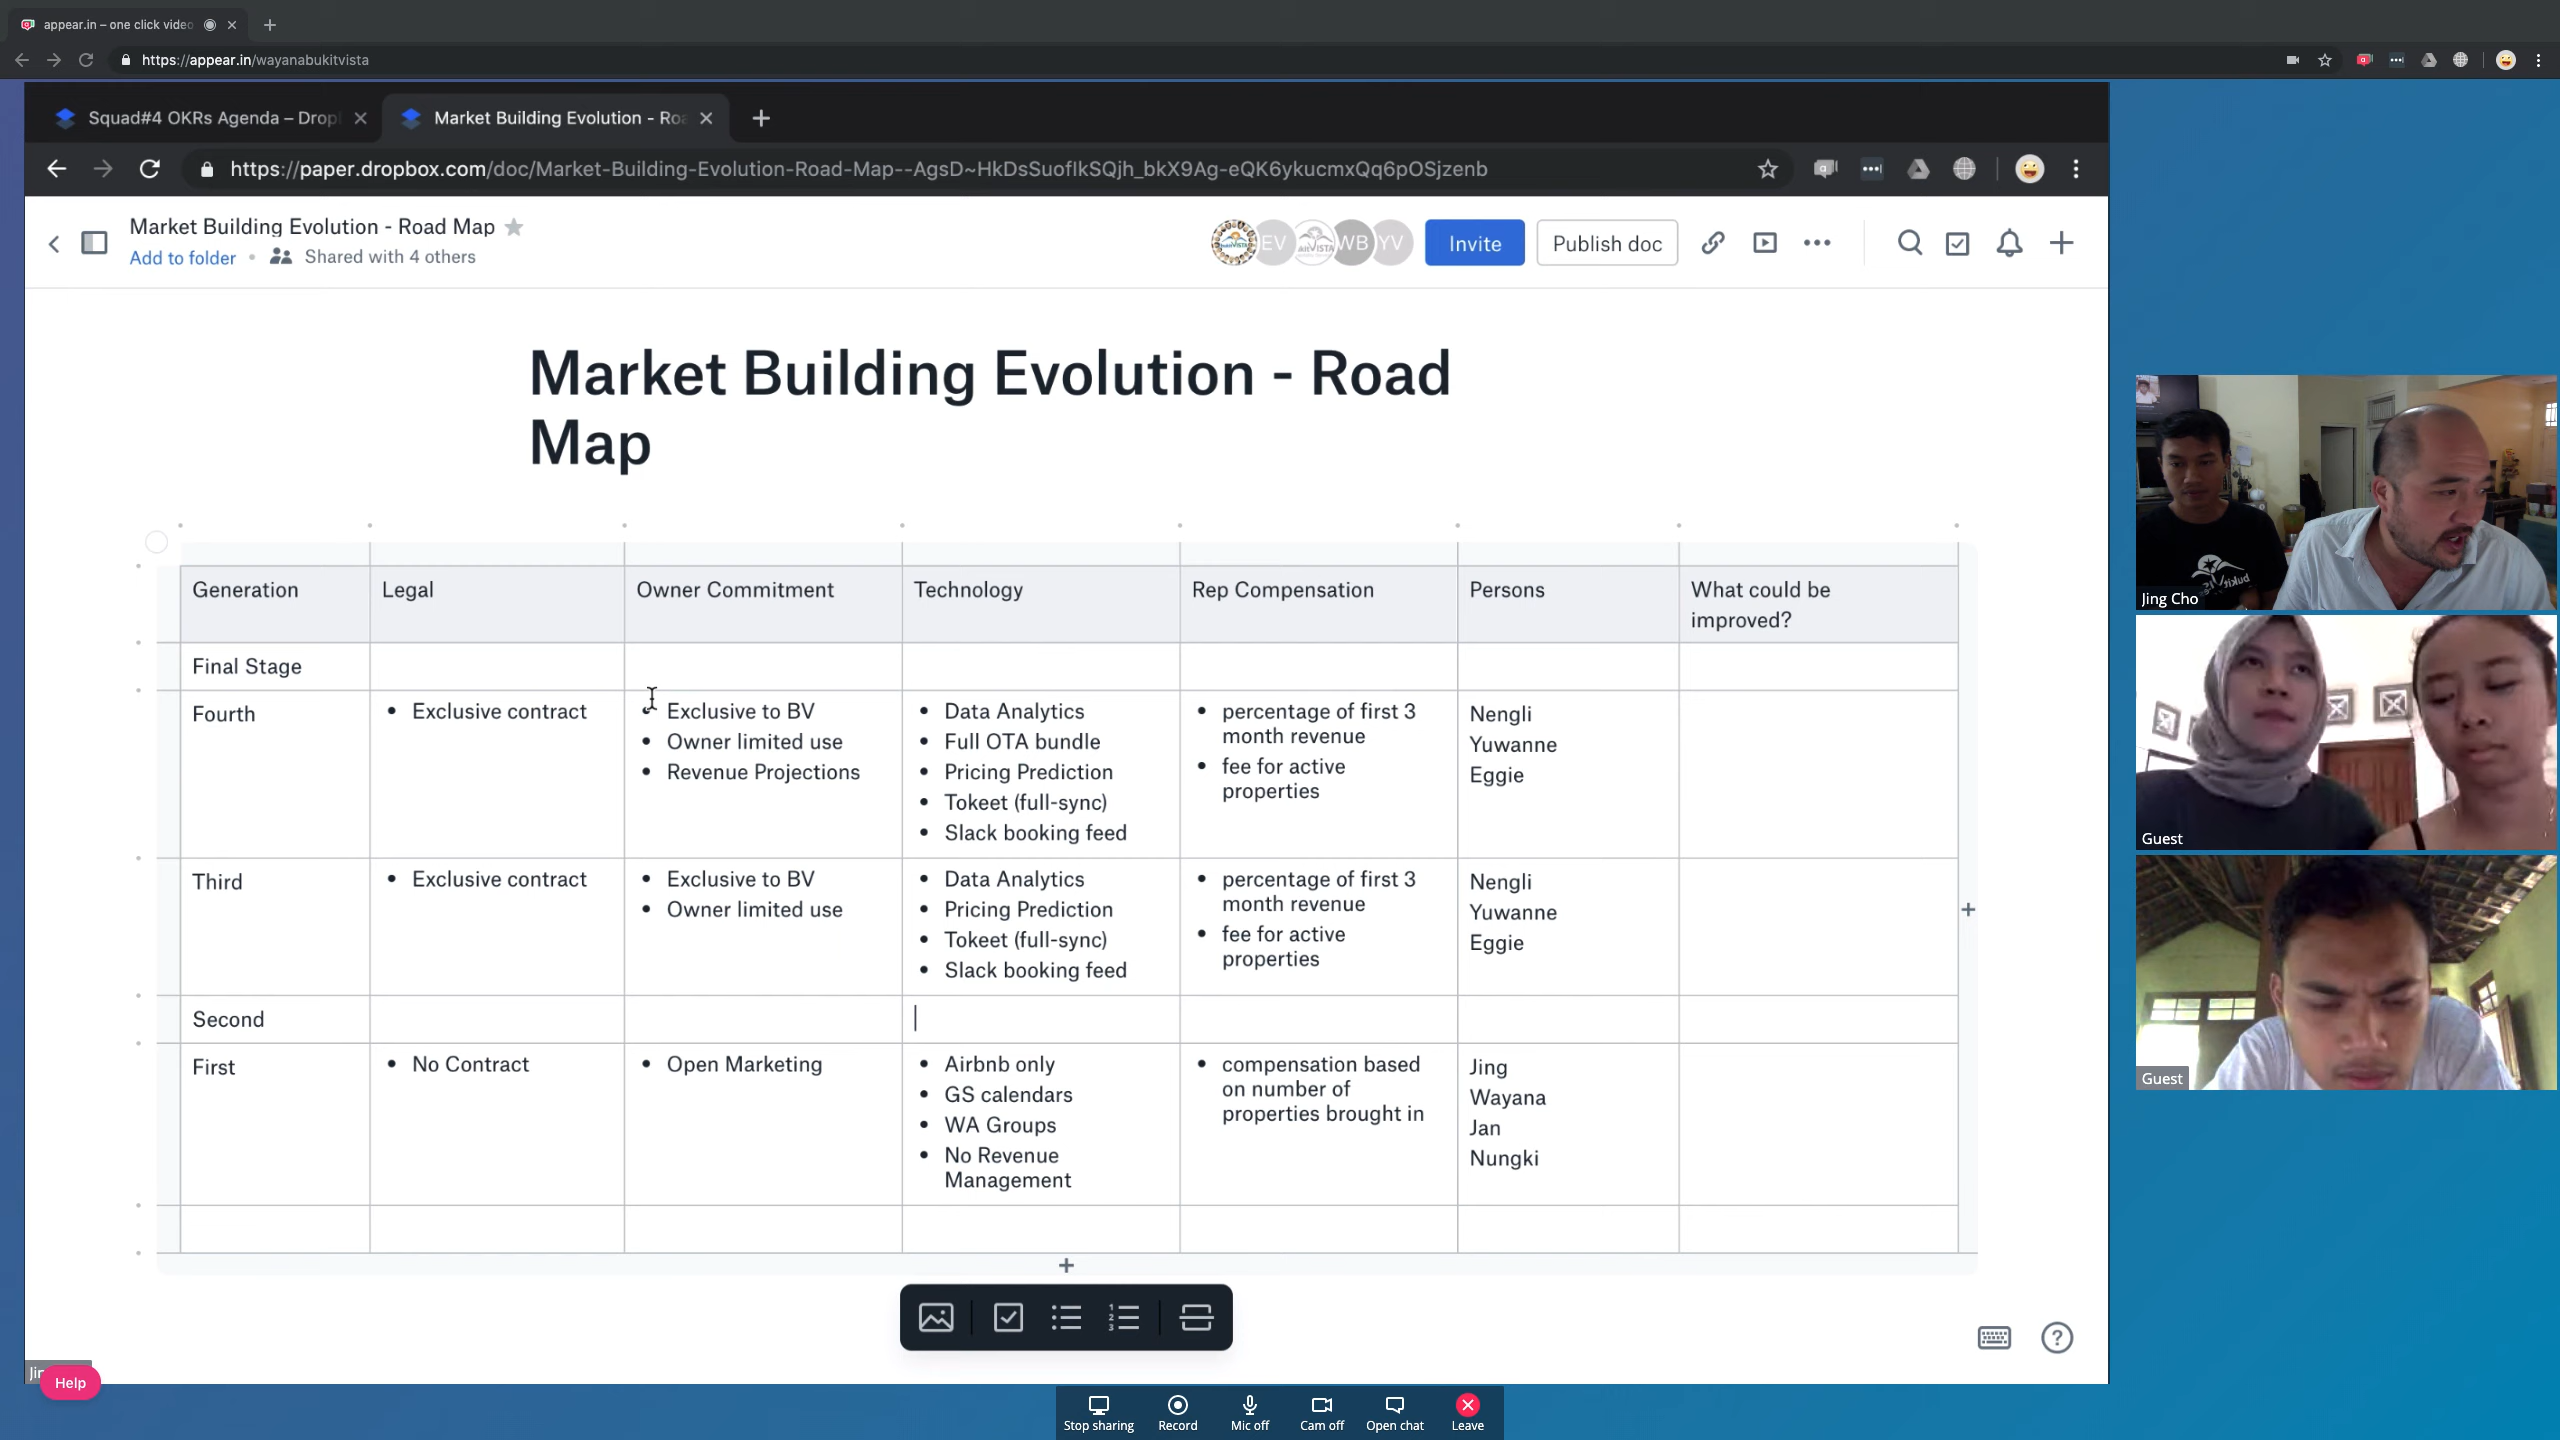 appear.in – one click video
https://appear.in/wayanabukitvista
Squad#4 OKRs Agenda – Drop
Market Building Evolution - Roa
https://paper.dropbox.com/doc/Market-Building-Evolution-Road-Map--AgsD~HkDsSuoflkSQjh_bkX9Ag-eQK6ykucmxQq6pOSjzenb
Market Building Evolution - Road Map
Add to folder • Shared with 4 others
EV WB YV
Invite
Publish doc
Market Building Evolution - Road
Map
Generation Legal Owner Commitment Technology Rep Compensation Persons What could be
improved?
Final Stage
Fourth
• Exclusive contract
• Exclusive to BV
• Owner limited use
• Revenue Projections
• Data Analytics
• Full OTA bundle
• Pricing Prediction
• Tokeet (full-sync)
• Slack booking feed
• percentage of first 3
month revenue
• fee for active
properties
Nengli
Yuwanne
Eggie
Third
• Exclusive contract
• Exclusive to BV
• Owner limited use
• Data Analytics
• Pricing Prediction
• Tokeet (full-sync)
• Slack booking feed
• percentage of first 3
month revenue
• fee for active
properties
Nengli
Yuwanne
Eggie
Second
First
• No Contract
• Open Marketing
• Airbnb only
• GS calendars
• WA Groups
• No Revenue
Management
• compensation based
on number of
properties brought in
Jing
Wayana
Jan
Nungki
Jing Cho
Guest
Guest
Help
Stop sharing
Record
Mic off
Cam off
Open chat
Leave